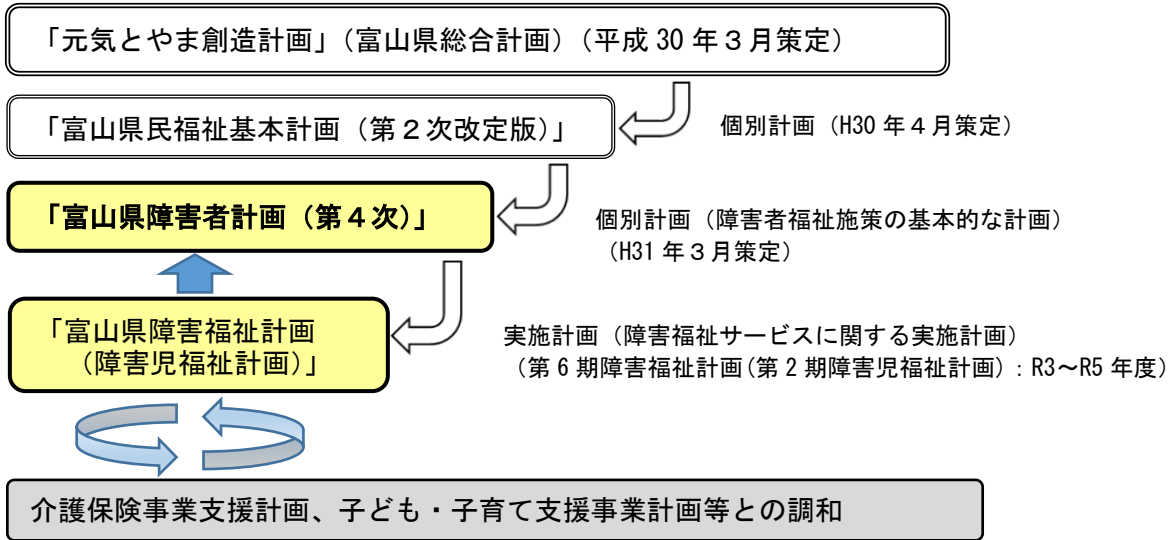 「元気とやま創造計画」（富山県総合計画）（平成 30 年３月策定）
「富山県民福祉基本計画（第２次改定版）」
個別計画（H30 年４月策定）
「富山県障害者計画（第４次）」
個別計画（障害者福祉施策の基本的な計画）
（H31 年３月策定）
「富山県障害福祉計画
（障害児福祉計画）」
実施計画（障害福祉サービスに関する実施計画）
（第 6 期障害福祉計画(第 2 期障害児福祉計画)：R3～R5 年度）
介護保険事業支援計画、子ども・子育て支援事業計画等との調和